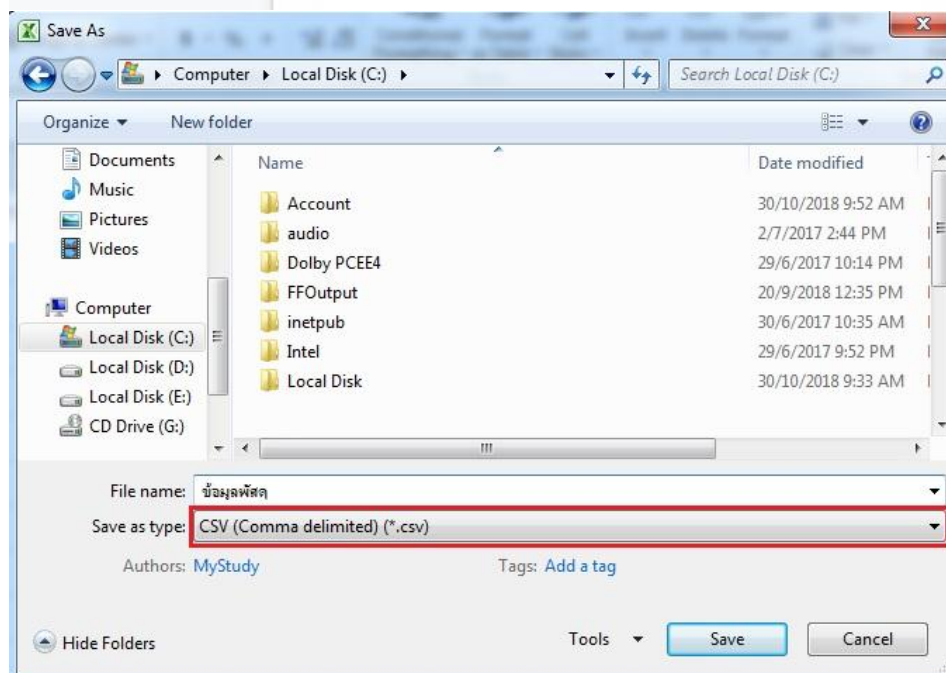 Save As
Computer Local Disk (C:)
Search Local Disk (C:)
Organize New folder
Documents
Music
Pictures
Videos
Computer
Local Disk (C:)
Local Disk (D:)
Local Disk (E:)
CD Drive (G:)
Name Date modified
Account 30/10/2018 9:52 AM
audio 2/7/2017 2:44 PM
Dolby PCEE4 29/6/2017 10:14 PM
FFOutput 20/9/2018 12:35 PM
inetpub 30/6/2017 10:35 AM
Intel 29/6/2017 9:52 PM
Local Disk 30/10/2018 9:33 AM
File name: ข้อมูลพัสดุ
Save as type: CSV (Comma delimited) (*.csv)
Authors: MyStudy Tags: Add a tag
Hide Folders Tools Save Cancel